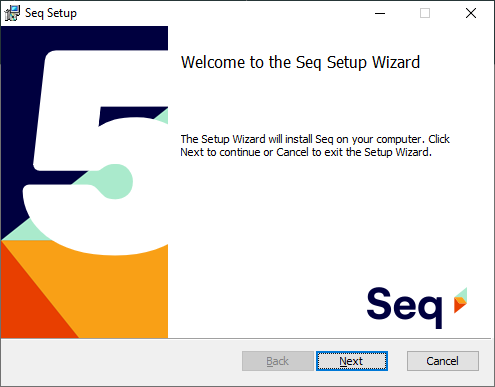 Seq Setup
Welcome to the Seq Setup Wizard
The Setup Wizard will install Seq on your computer. Click
Next to continue or Cancel to exit the Setup Wizard.
5
Seq
Back Next Cancel